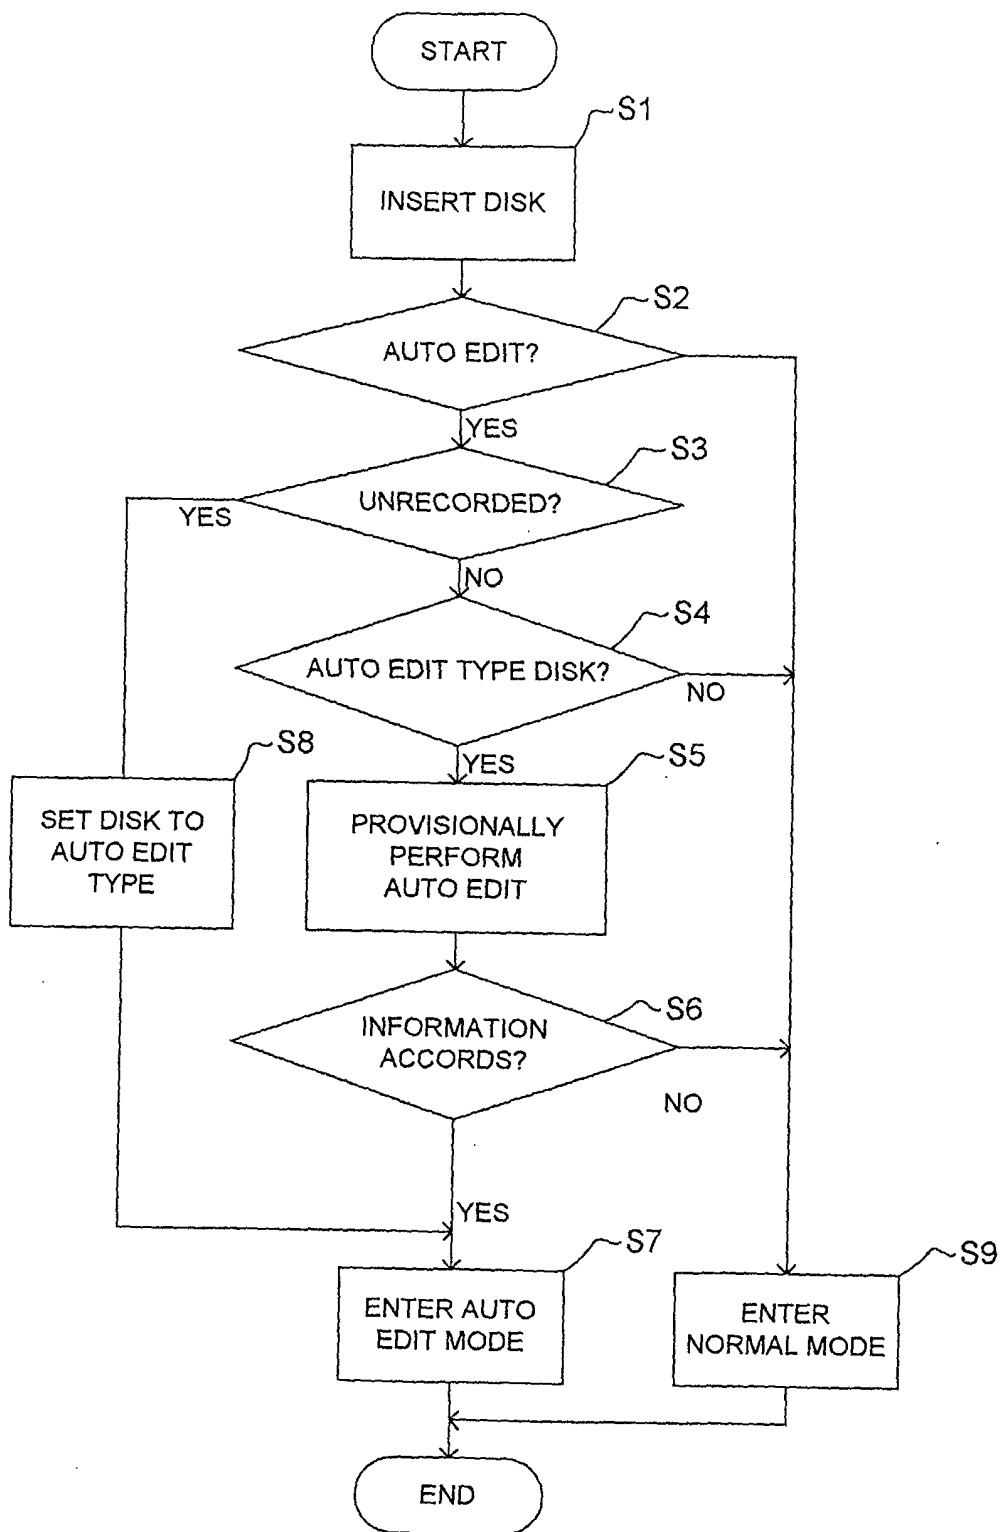 START
S1
INSERT DISK
S2
AUTO EDIT?
YES
S3
UNRECORDED?
YES
NO
S4
AUTO EDIT TYPE DISK?
NO
YES
S8
SET DISK TO
AUTO EDIT
TYPE
S5
PROVISIONALLY
PERFORM
AUTO EDIT
S6
INFORMATION
ACCORDS?
NO
YES
S7
ENTER AUTO
EDIT MODE
S9
ENTER
NORMAL MODE
END